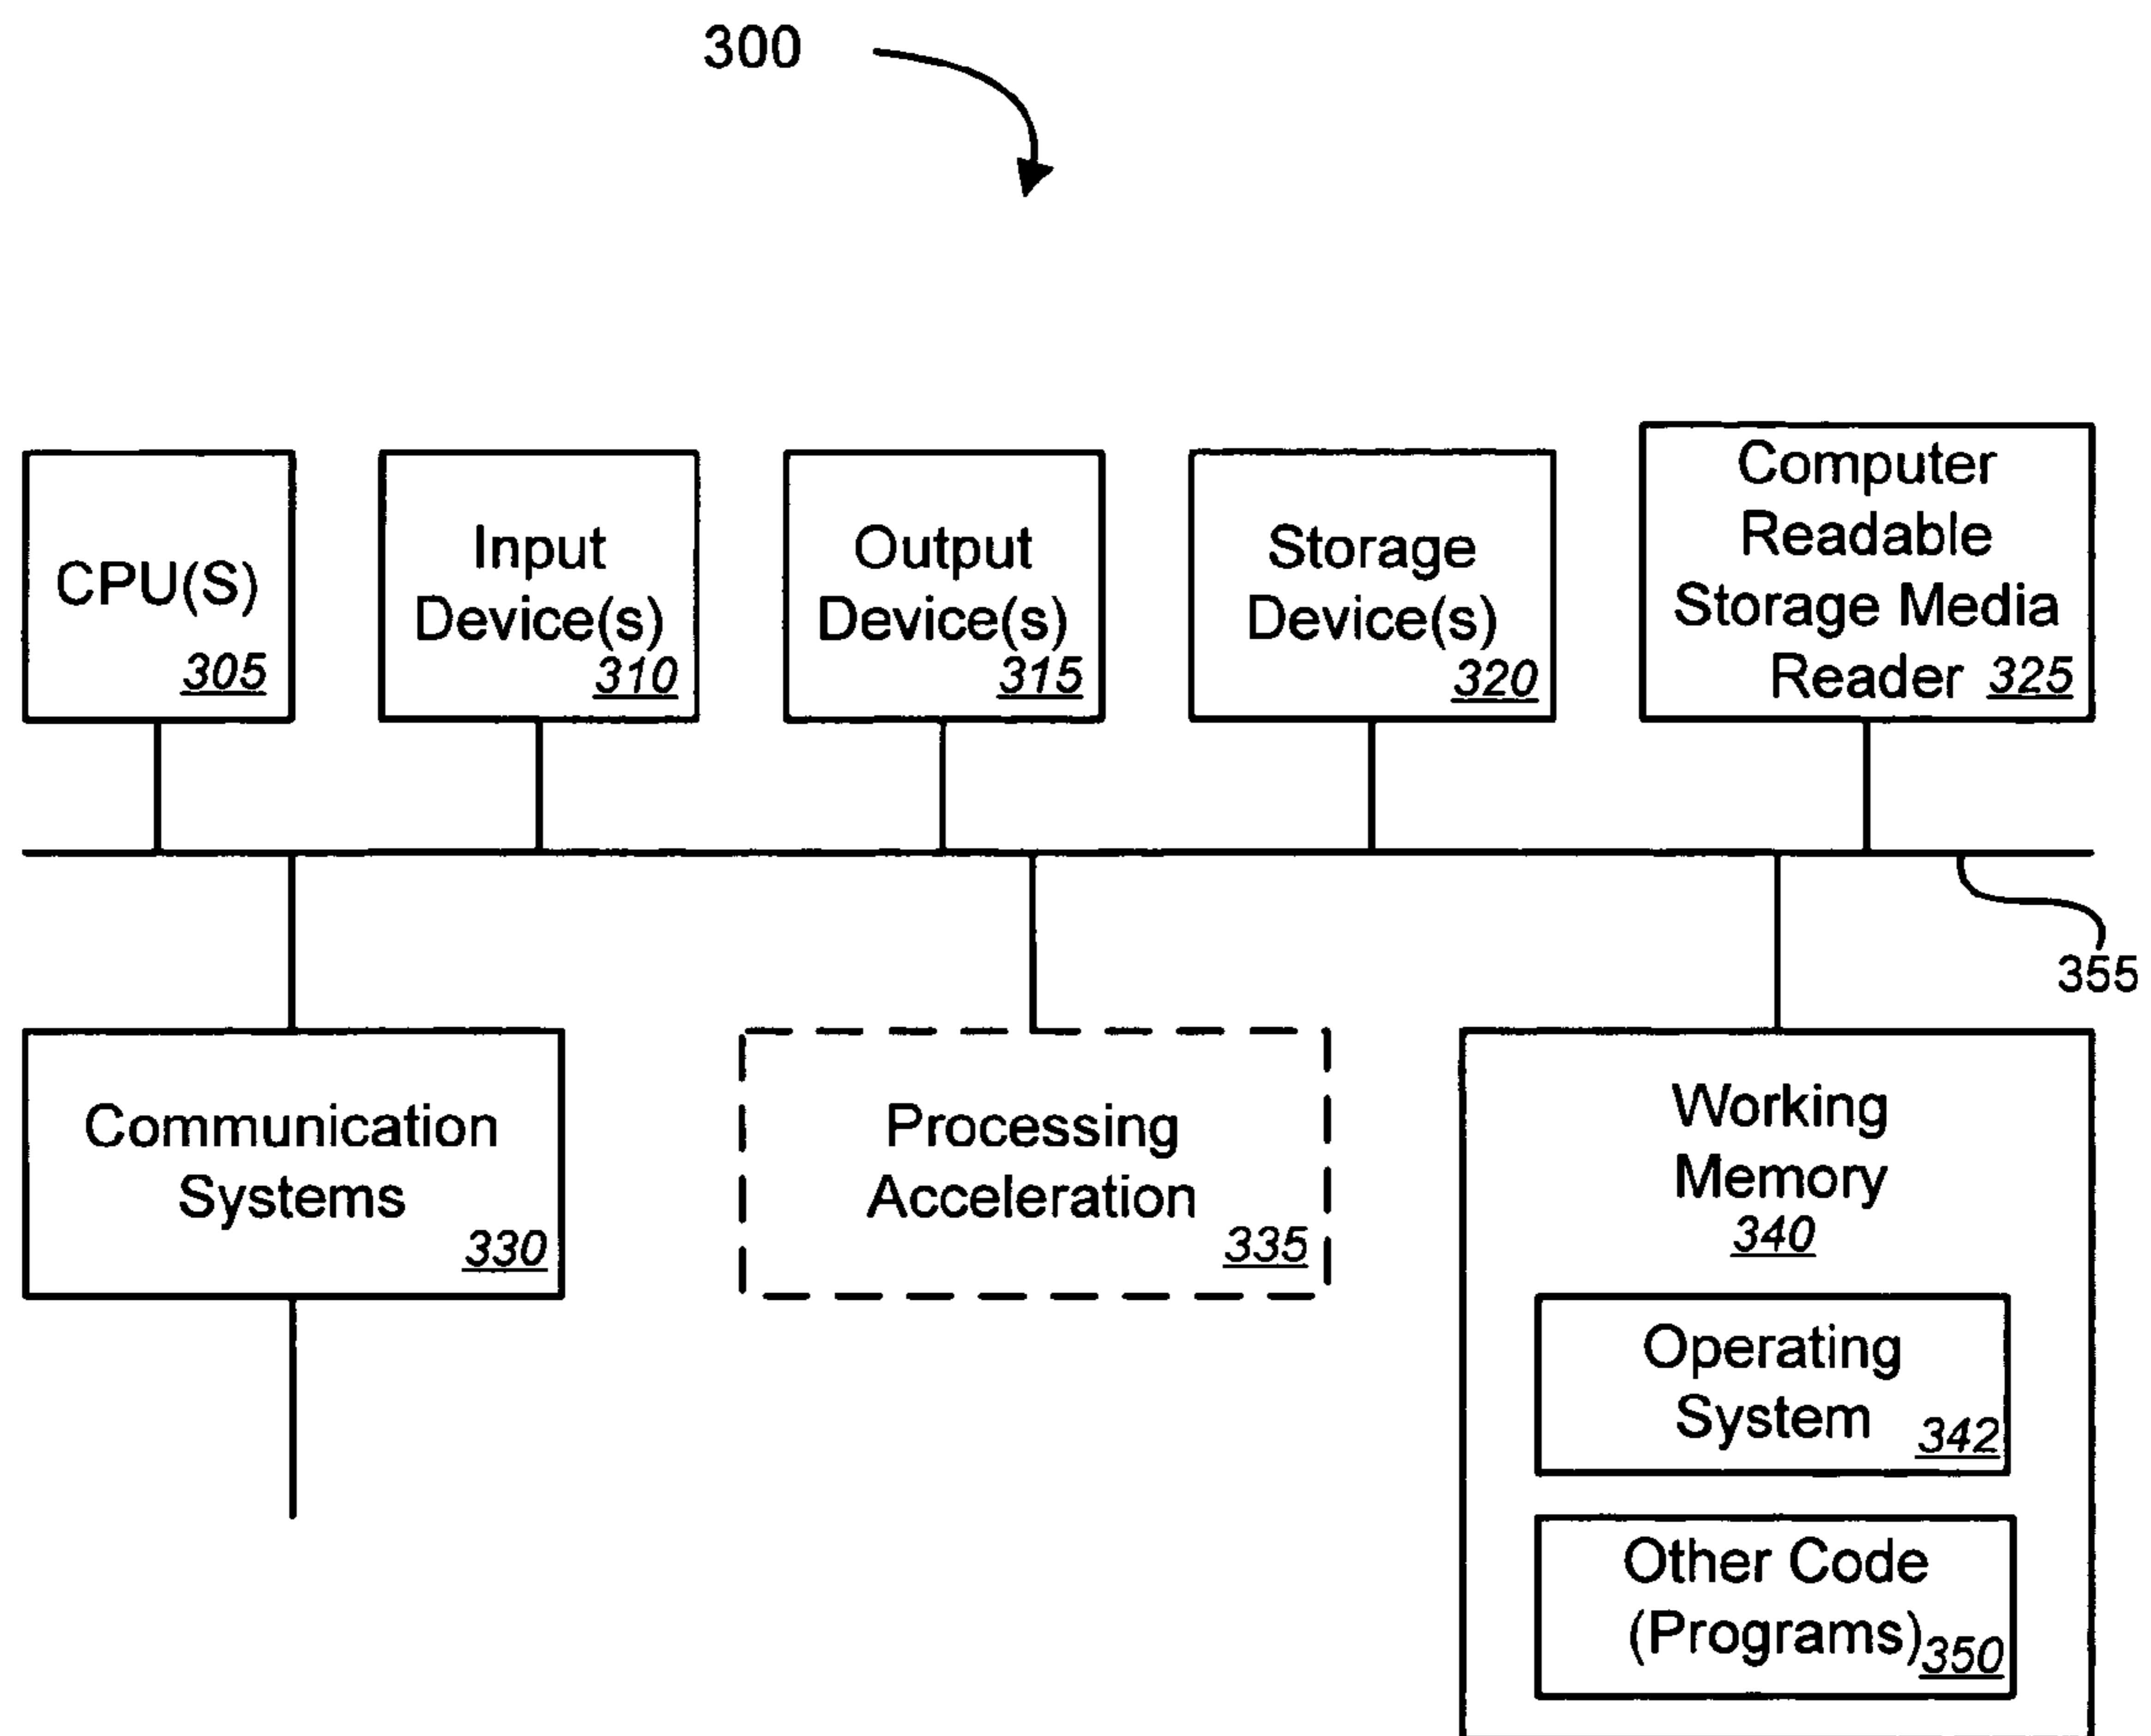 300
CPU(S)
305
Input
Device(s)
310
Output
Device(s)
315
Storage
Device(s)
320
Computer
Readable
Storage Media
Reader 325
355
Communication
Systems
330
Processing
Acceleration
335
Working
Memory
340
Operating
System
342
Other Code
(Programs)
350